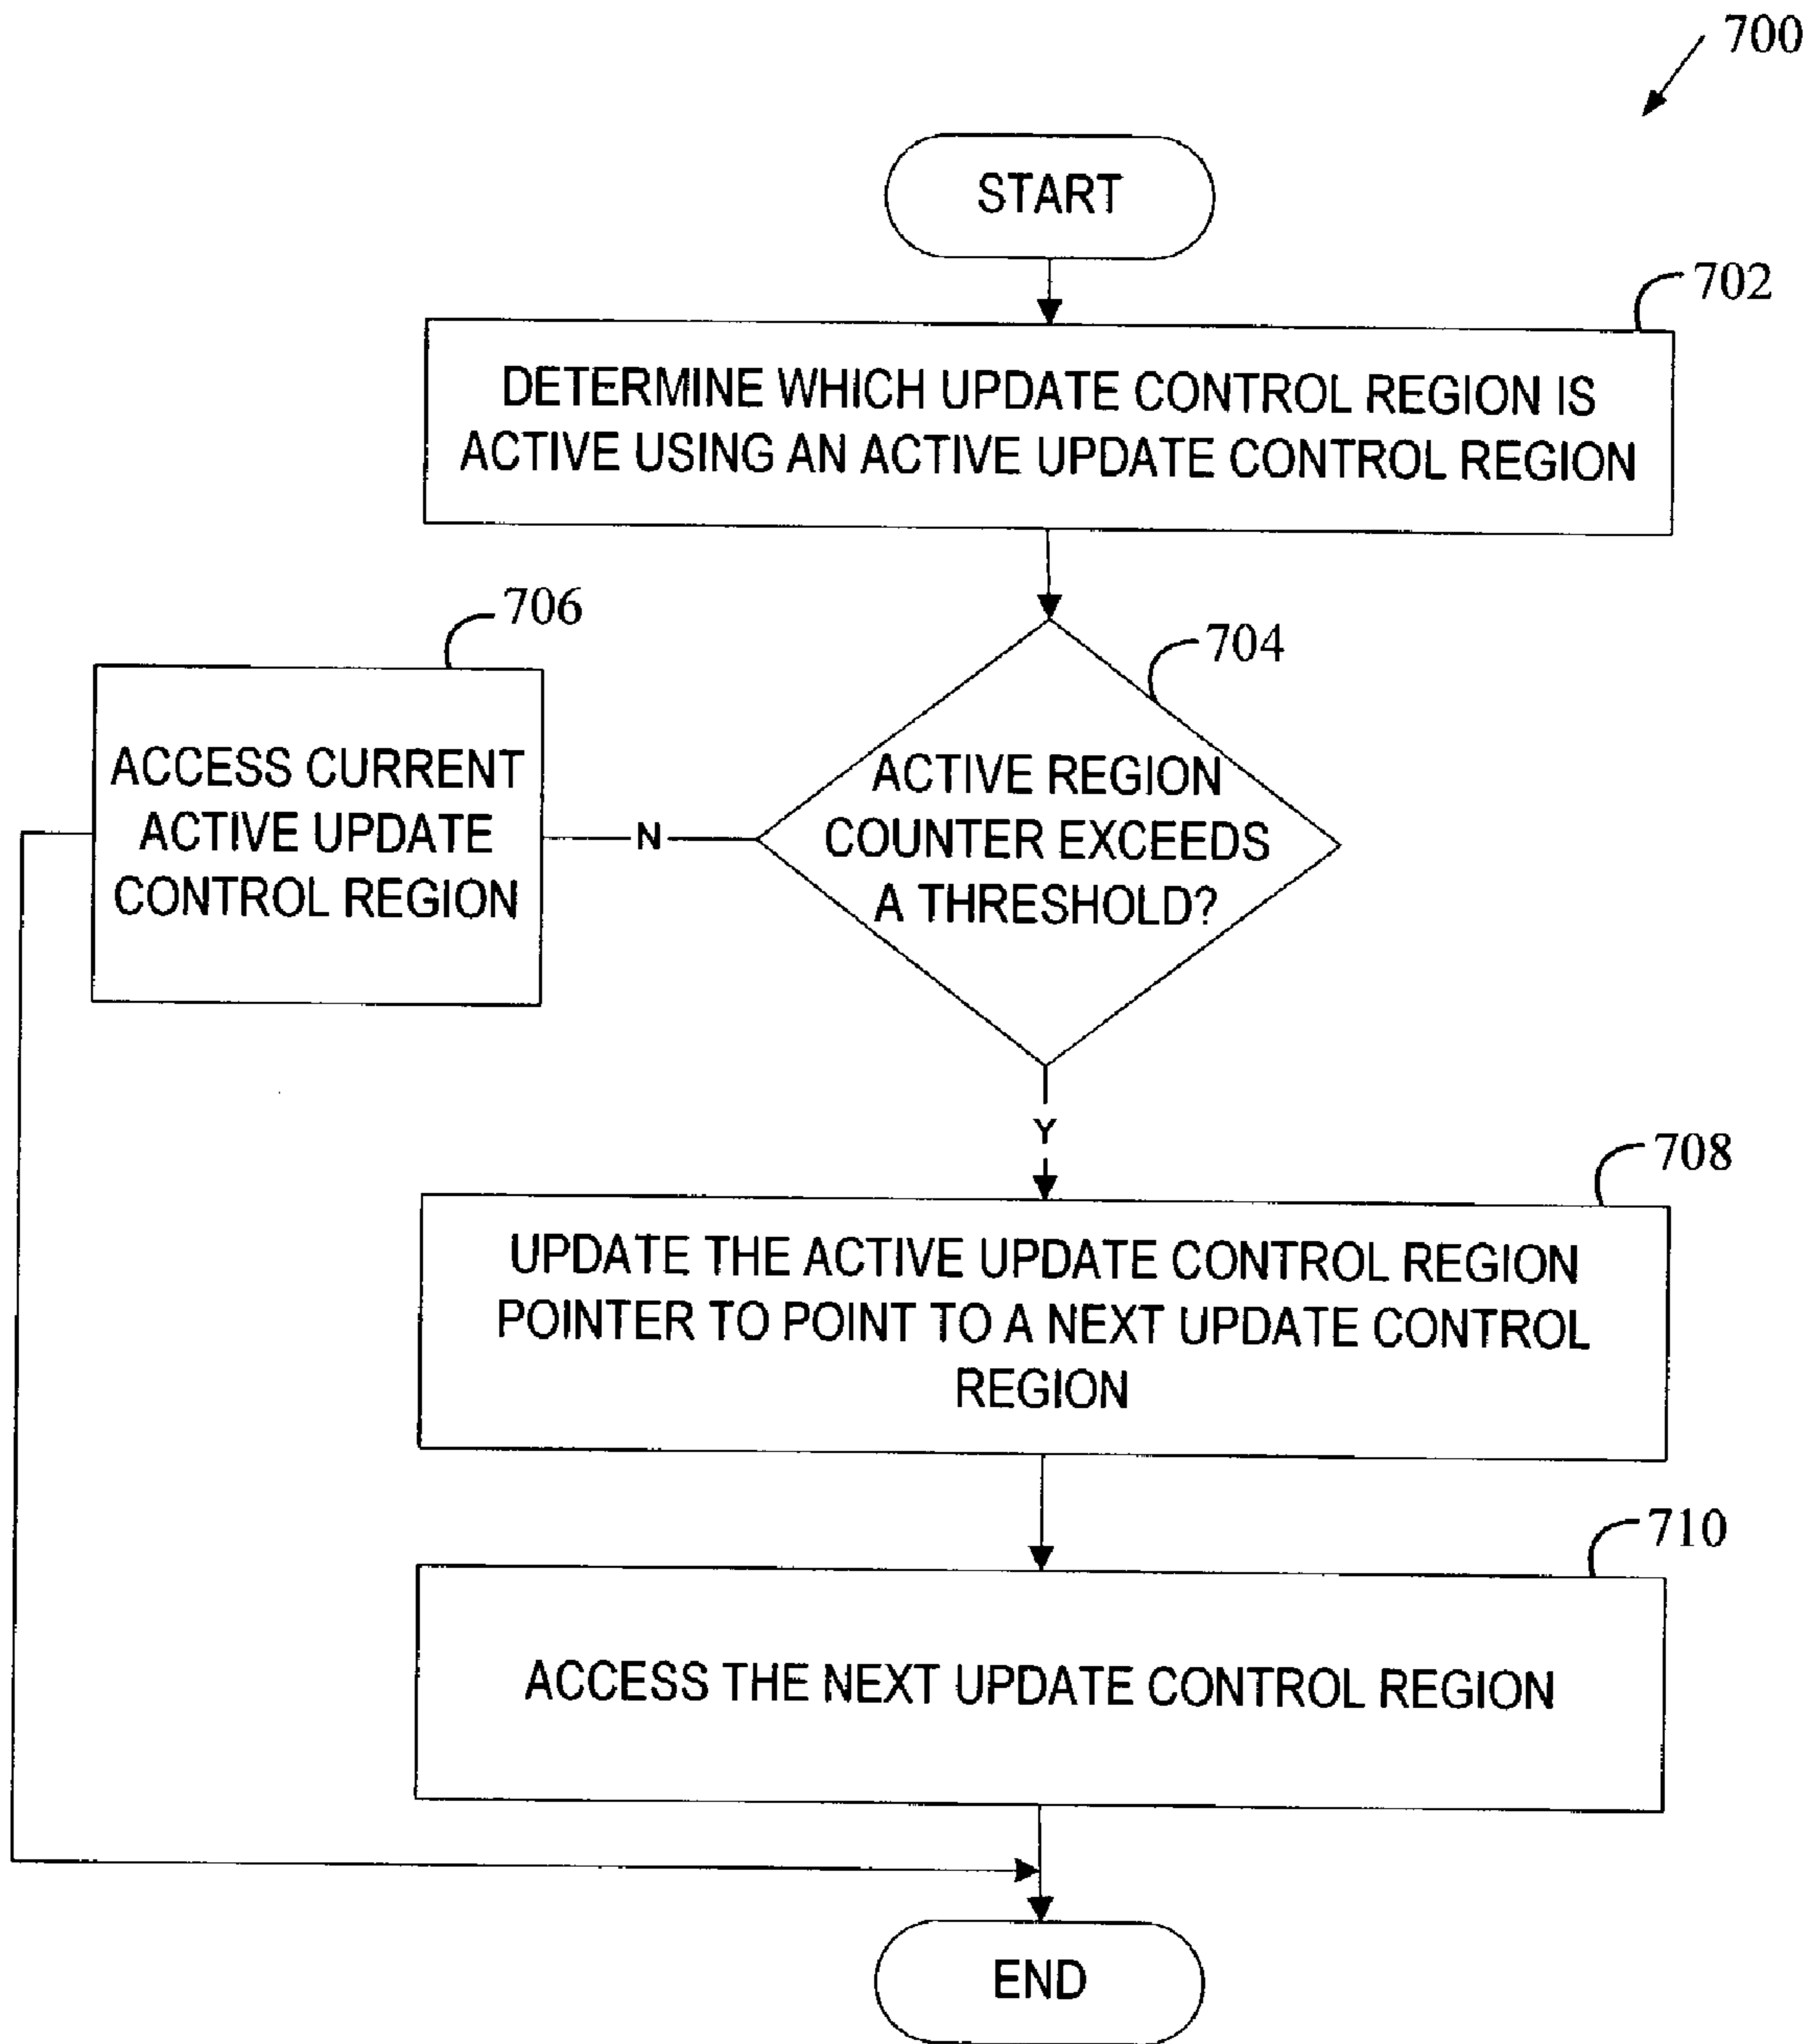 700
START
702
DETERMINE WHICH UPDATE CONTROL REGION IS
ACTIVE USING AN ACTIVE UPDATE CONTROL REGION
704
ACTIVE REGION
COUNTER EXCEEDS
A THRESHOLD?
N
706
ACCESS CURRENT
ACTIVE UPDATE
CONTROL REGION
Y
708
UPDATE THE ACTIVE UPDATE CONTROL REGION
POINTER TO POINT TO A NEXT UPDATE CONTROL
REGION
710
ACCESS THE NEXT UPDATE CONTROL REGION
END